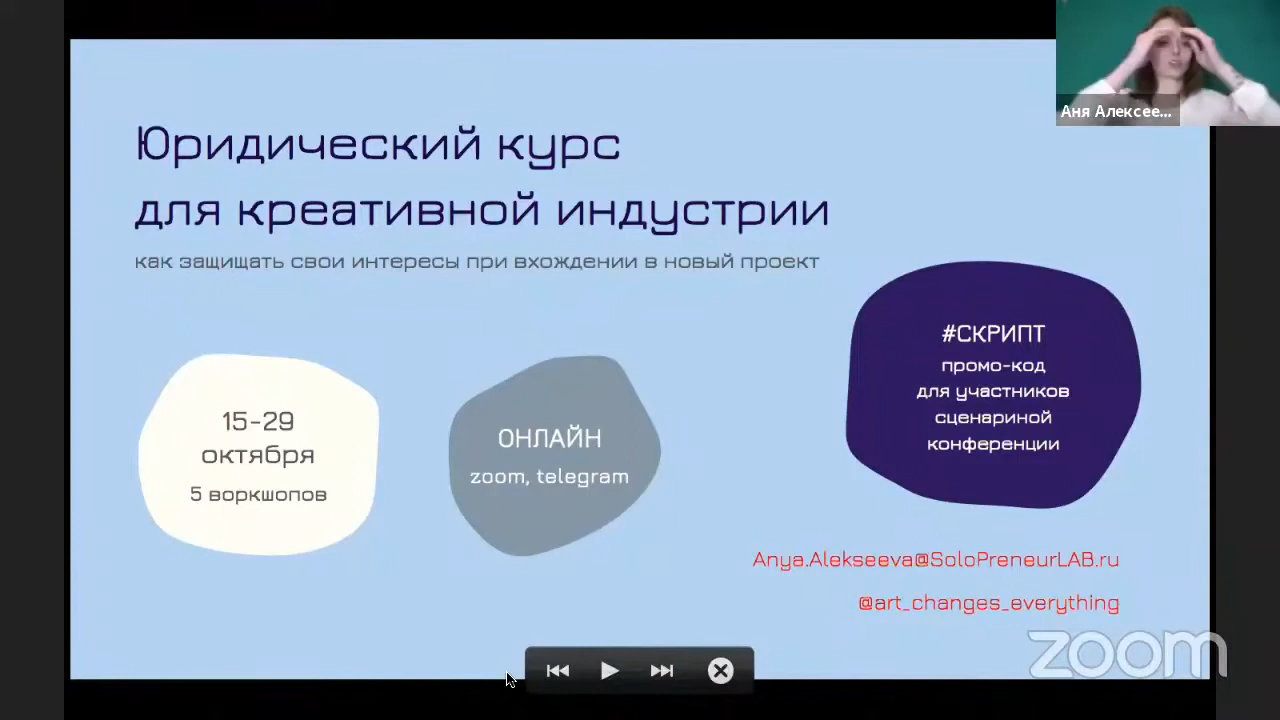 Аня Алексее...
Юридический курс
для креативной индустрии
как защищать свои интересы при вхождении в новый проект
#СКРИПТ
промо-код
для участников
сценариной
конференции
15-29
октября
5 воркшопов
ОНЛАЙН
zoom, telegram
Anya.Alekseeva@SoloPreneurLAB.ru
@art_changes_everything
zoom